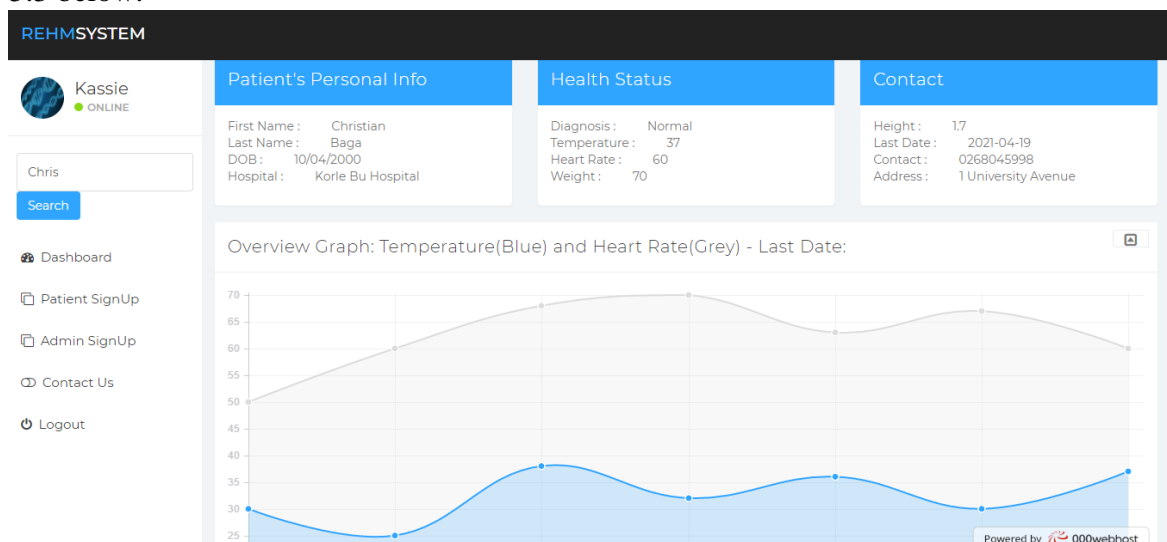 REHMSYSTEM
Kassie
ONLINE
Chris
Search
Dashboard
Patient SignUp
Admin SignUp
Contact Us
Logout
Patient's Personal Info
First Name : Christian
Last Name : Baga
DOB : 10/04/2000
Hospital : Korle Bu Hospital
Health Status
Diagnosis : Normal
Temperature : 37
Heart Rate : 60
Weight : 70
Contact
Height : 1.7
Last Date : 2021-04-19
Contact : 0268045998
Address : 1 University Avenue
Overview Graph: Temperature(Blue) and Heart Rate(Grey) - Last Date:
70
65
60
55
50
45
40
35
30
25
Powered by 000webhost